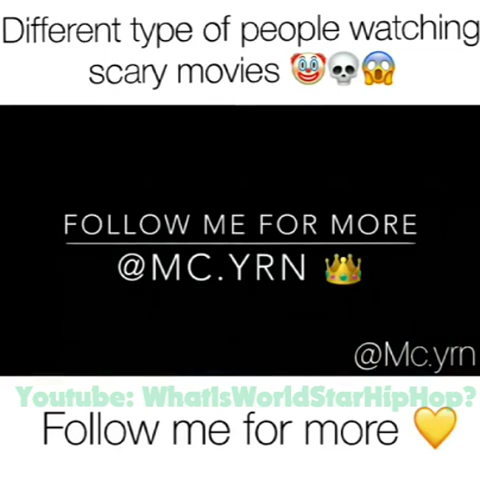 Different type of people watching
scary movies 🤡💀😱
FOLLOW ME FOR MORE
@MC.YRN 👑
@Mc.yrn
Youtube: WhatIsWorldStarHipHop?
Follow me for more 💛